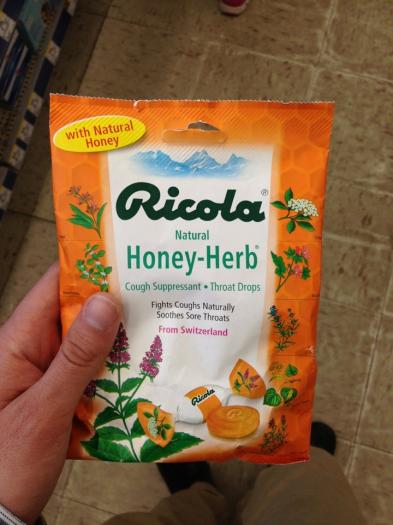 with Natural
Honey
Ricola®
Natural
Honey-Herb®
Cough Suppressant • Throat Drops
Fights Coughs Naturally
Soothes Sore Throats
From Switzerland
Ricola